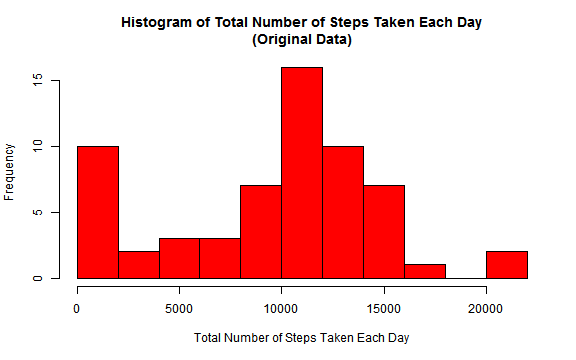 Histogram of Total Number of Steps Taken Each Day
(Original Data)
Frequency
15
10
5
0
0 5000 10000 15000 20000
Total Number of Steps Taken Each Day